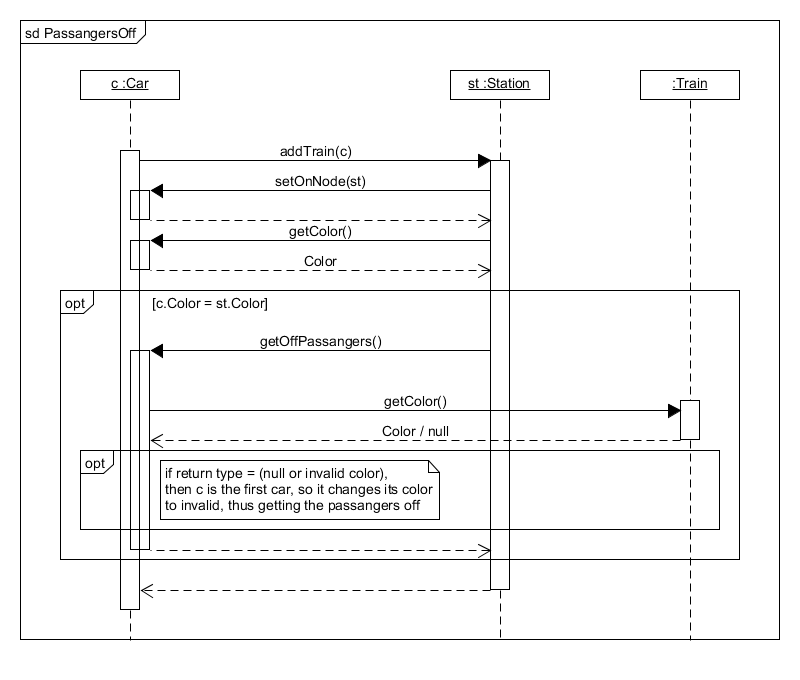 sd PassangersOff
c :Car
st :Station
:Train
addTrain(c)
setOnNode(st)
getColor()
Color
opt
[c.Color = st.Color]
getOffPassangers()
getColor()
Color / null
opt
if return type = (null or invalid color),
then c is the first car, so it changes its color
to invalid, thus getting the passangers off